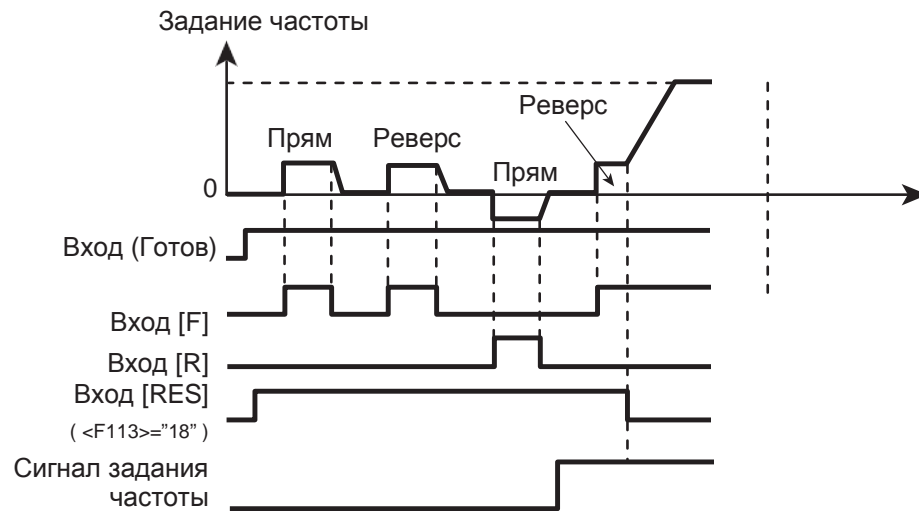 Задание частоты
Реверс
Прям
Реверс
Прям
0
Вход (Готов)
Вход [F]
Вход [R]
Вход [RES]
( <F113>=”18” )
Сигнал задания
частоты